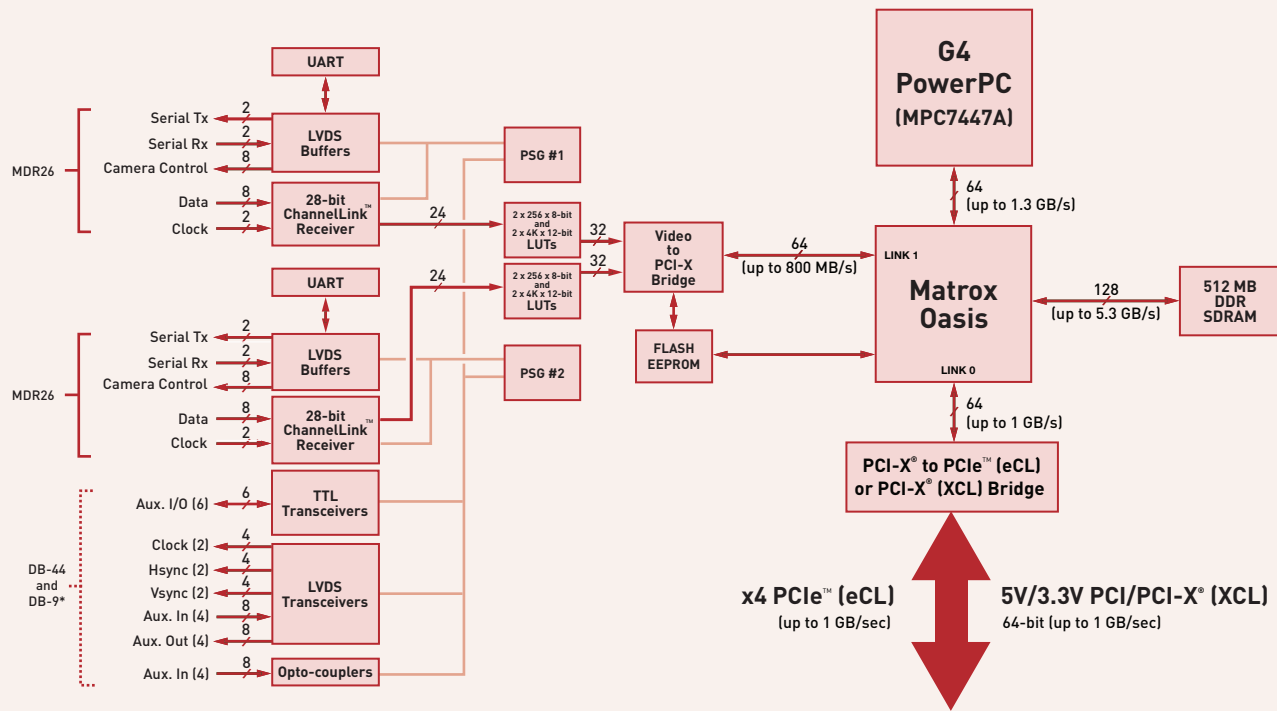 UART
MDR26
Serial Tx
2
Serial Rx
2
Camera Control
8
LVDS
Buffers
Data
8
Clock
2
28-bit
ChannelLink™
Receiver
24
PSG #1
2 x 256 x 8-bit
and
2 x 4K x 12-bit
LUTs
32
UART
MDR26
Serial Tx
2
Serial Rx
2
Camera Control
8
LVDS
Buffers
Data
8
Clock
2
28-bit
ChannelLink™
Receiver
24
2 x 256 x 8-bit
and
2 x 4K x 12-bit
LUTs
32
PSG #2
DB-44
and
DB-9*
Aux. I/O (6)
6
TTL
Transceivers
Clock (2)
4
Hsync (2)
4
Vsync (2)
4
Aux. In (4)
8
Aux. Out (4)
8
LVDS
Transceivers
Aux. In (4)
8
Opto-couplers
Video
to
PCI-X
Bridge
64
(up to 800 MB/s)
FLASH
EEPROM
G4
PowerPC
(MPC7447A)
64
(up to 1.3 GB/s)
LINK 1
Matrox
Oasis
LINK 0
128
(up to 5.3 GB/s)
512 MB
DDR
SDRAM
64
(up to 1 GB/s)
PCI-X® to PCIe™ (eCL)
or PCI-X® (XCL) Bridge
x4 PCIe™ (eCL)
(up to 1 GB/sec)
5V/3.3V PCI/PCI-X® (XCL)
64-bit (up to 1 GB/sec)